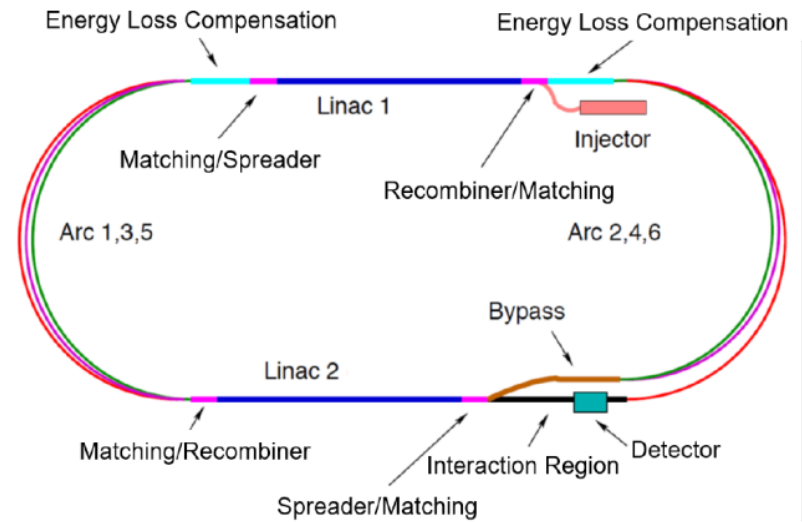 Energy Loss Compensation
Energy Loss Compensation
Linac 1
Injector
Matching/Spreader
Recombiner/Matching
Arc 1,3,5
Arc 2,4,6
Bypass
Linac 2
Matching/Recombiner
Interaction Region
Detector
Spreader/Matching